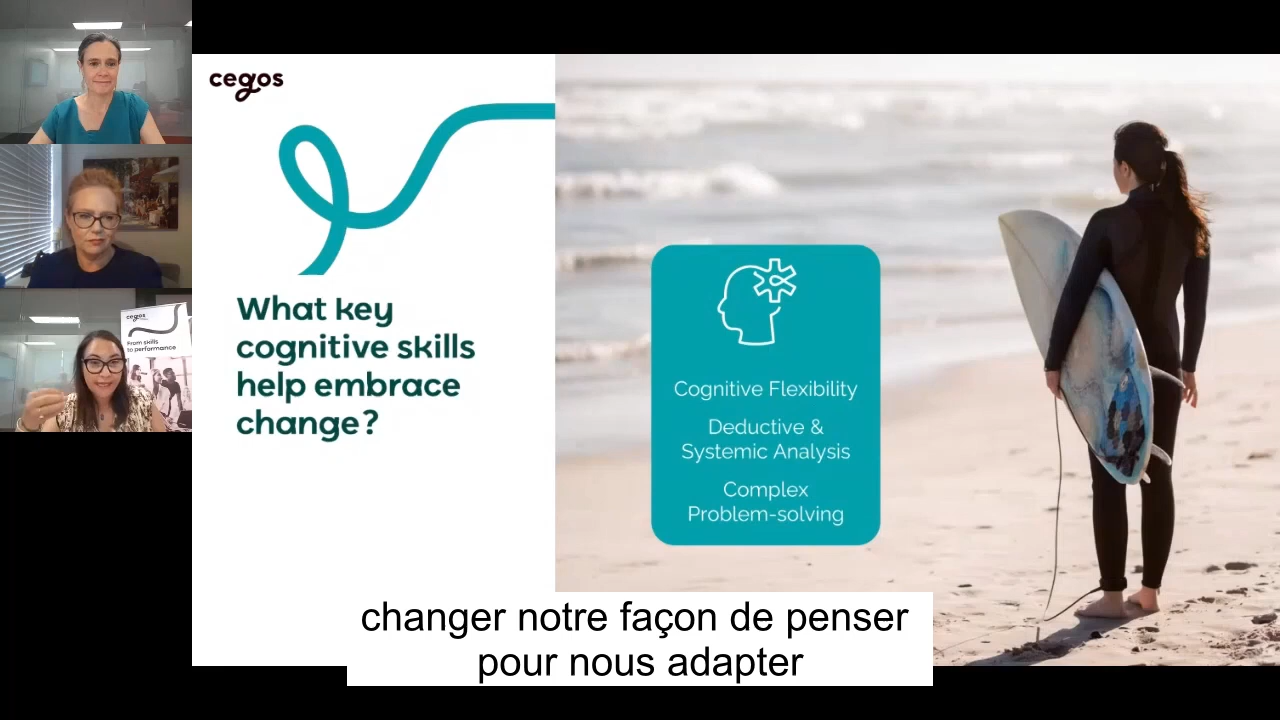 cegos
What key
cognitive skills
help embrace
change?
Cognitive Flexibility
Deductive &
Systemic Analysis
Complex
Problem-solving
cegos
From skills
to performance
changer notre façon de penser
pour nous adapter